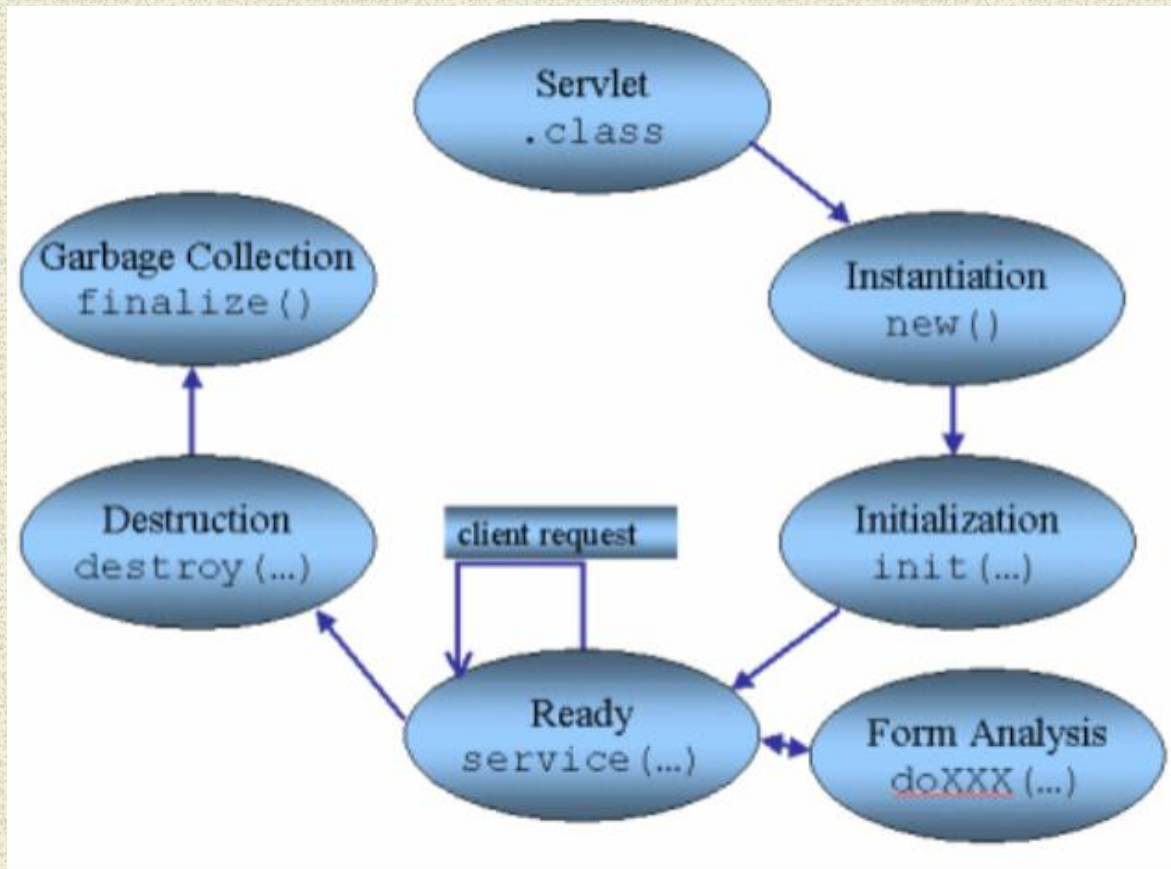 Servlet
.class
Garbage Collection
finalize()
Instantiation
new()
Destruction
destroy(…)
client request
Initialization
init(…)
Ready
service(…)
Form Analysis
doXXX(…)